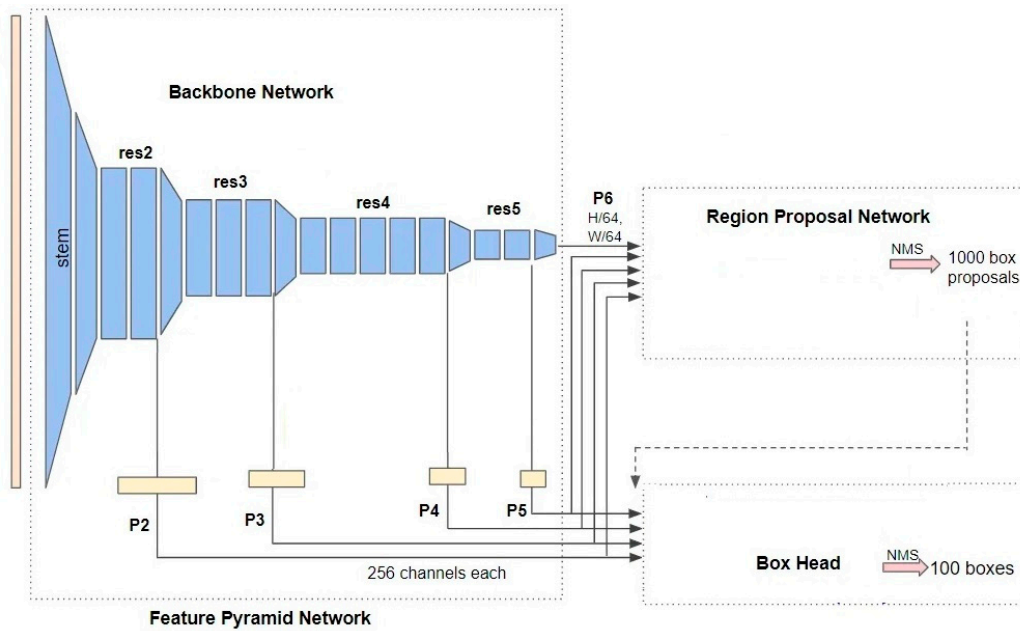 Backbone Network
stem
res2
res3
res4
res5
P6
H/64,
W/64
Region Proposal Network
NMS
1000 box
proposals
P2
P3
P4
P5
256 channels each
Box Head
NMS
100 boxes
Feature Pyramid Network